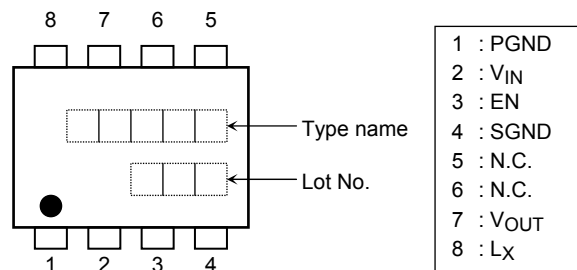 8 7 6 5
Type name
Lot No.
1 2 3 4
1 : PGND
2 : VIN
3 : EN
4 : SGND
5 : N.C.
6 : N.C.
7 : VOUT
8 : LX